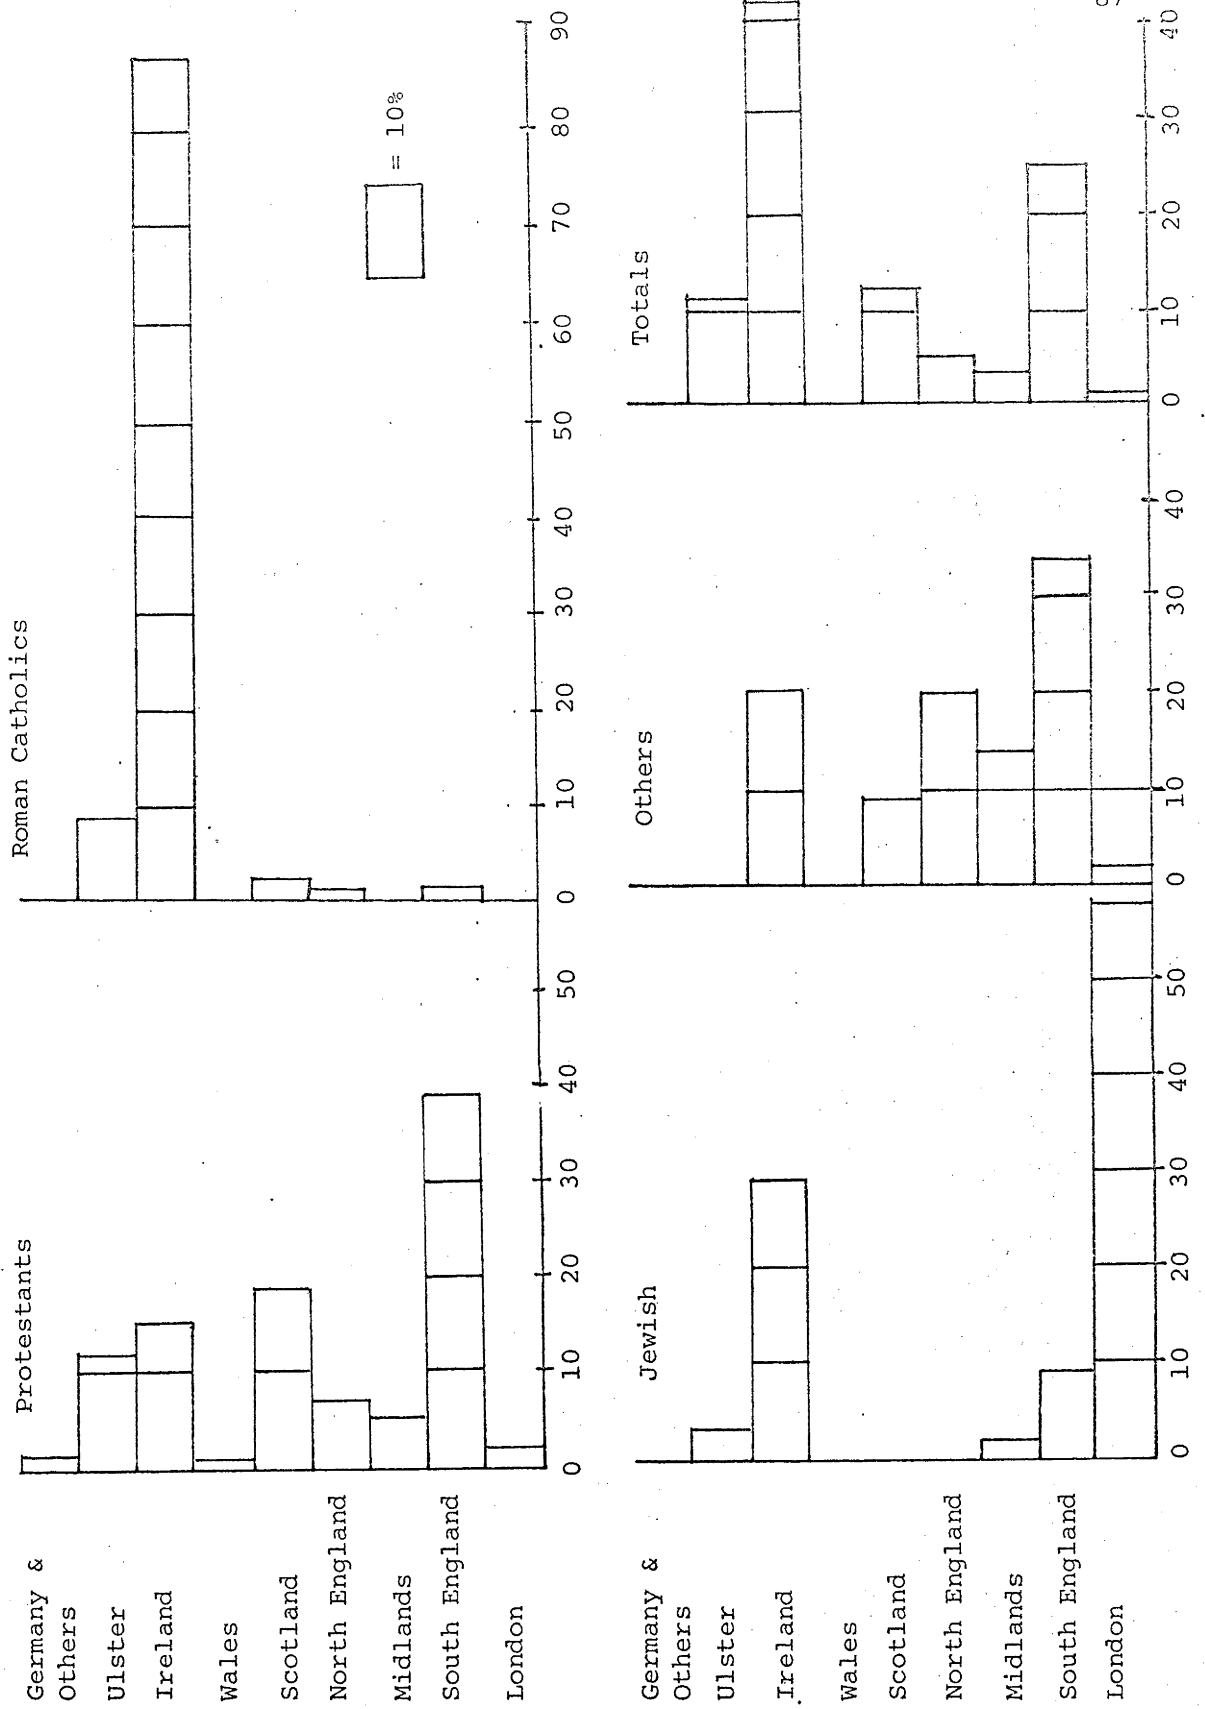 Roman Catholics
Protestants
= 10%
Germany &
Others
Ulster
Ireland
Wales
Scotland
North England
Midlands
South England
London
0 10 20 30 40 50
0 10 20 30 40 50 60 70 80 90
Totals
Others
Jewish
Germany &
Others
Ulster
Ireland
Wales
Scotland
North England
Midlands
South England
London
0 10 20 30 40 50
0 10 20 30 40
0 10 20 30 40